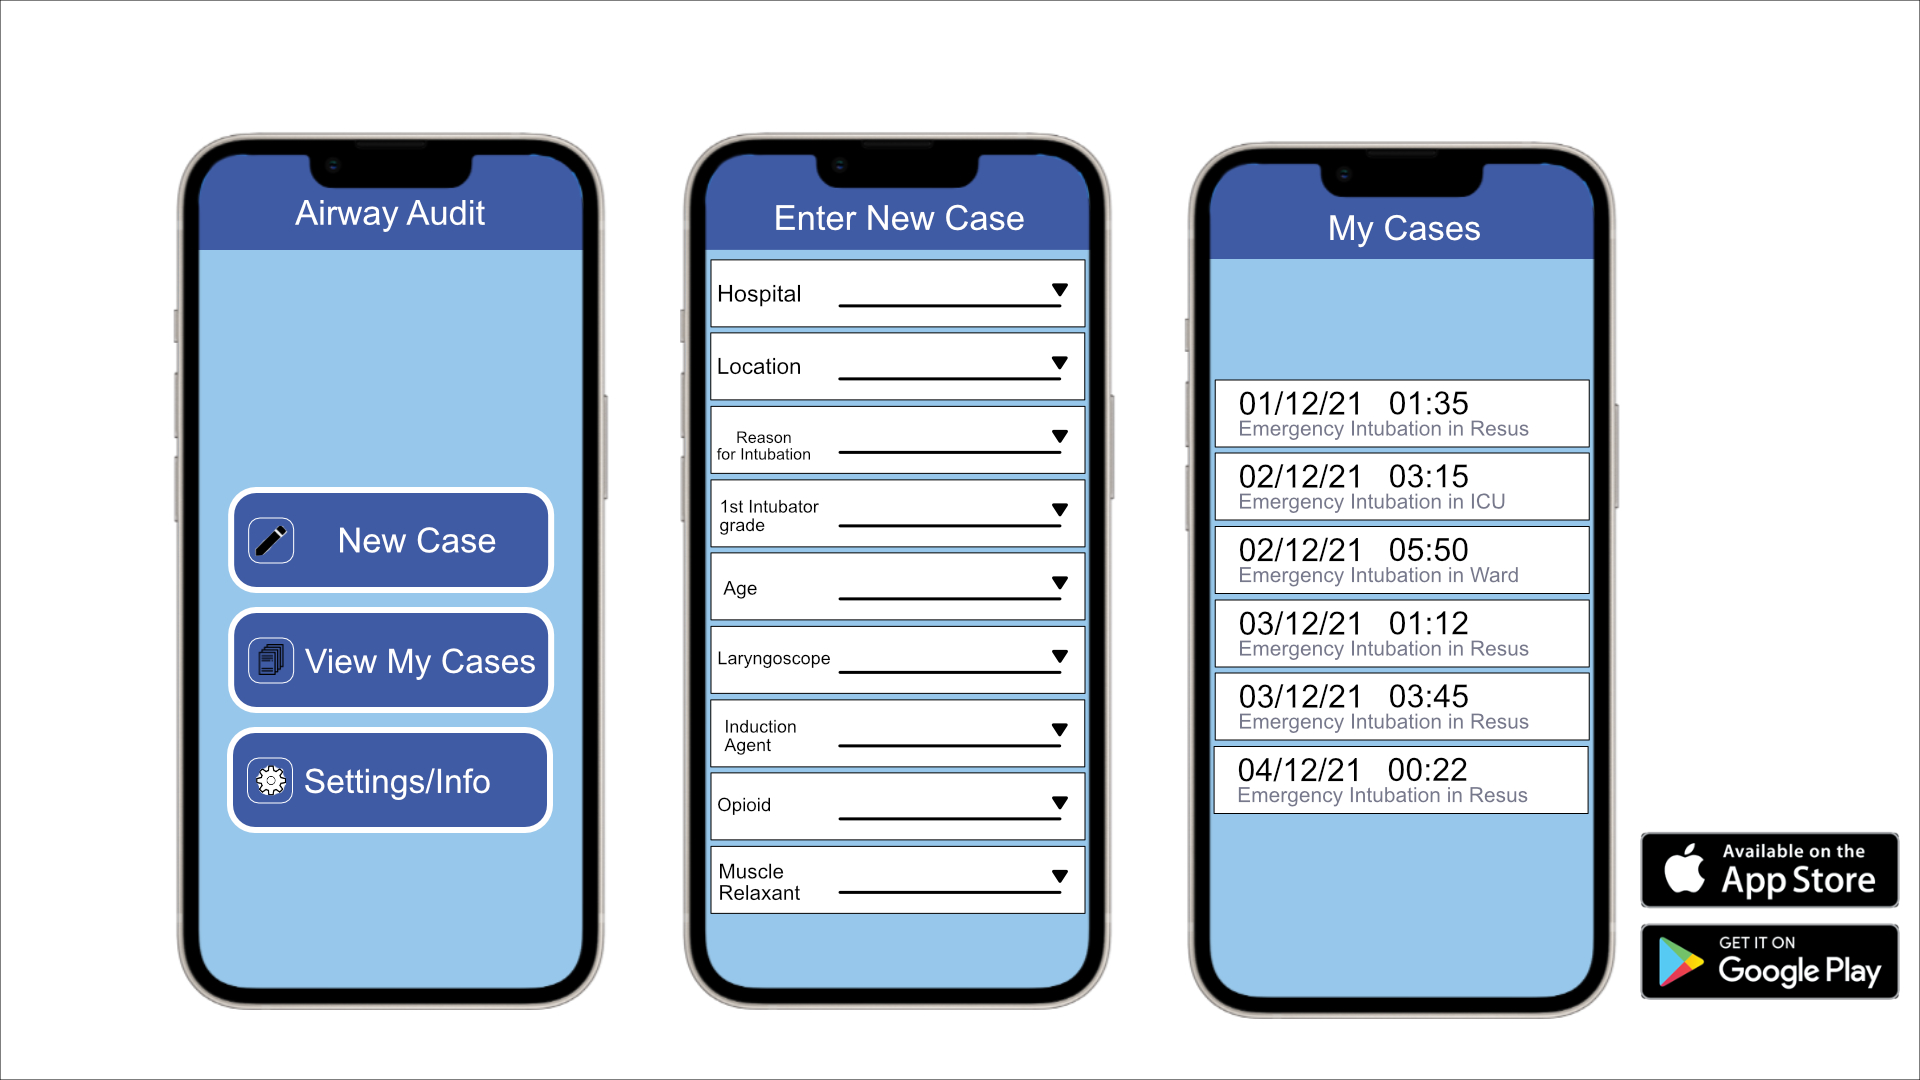 Airway Audit
New Case
View My Cases
Settings/Info
Enter New Case
Hospital
Location
Reason
for Intubation
1st Intubator
grade
Age
Laryngoscope
Induction
Agent
Opioid
Muscle
Relaxant
My Cases
01/12/21 01:35
Emergency Intubation in Resus
02/12/21 03:15
Emergency Intubation in ICU
02/12/21 05:50
Emergency Intubation in Ward
03/12/21 01:12
Emergency Intubation in Resus
03/12/21 03:45
Emergency Intubation in Resus
04/12/21 00:22
Emergency Intubation in Resus
Available on the
App Store
GET IT ON
Google Play